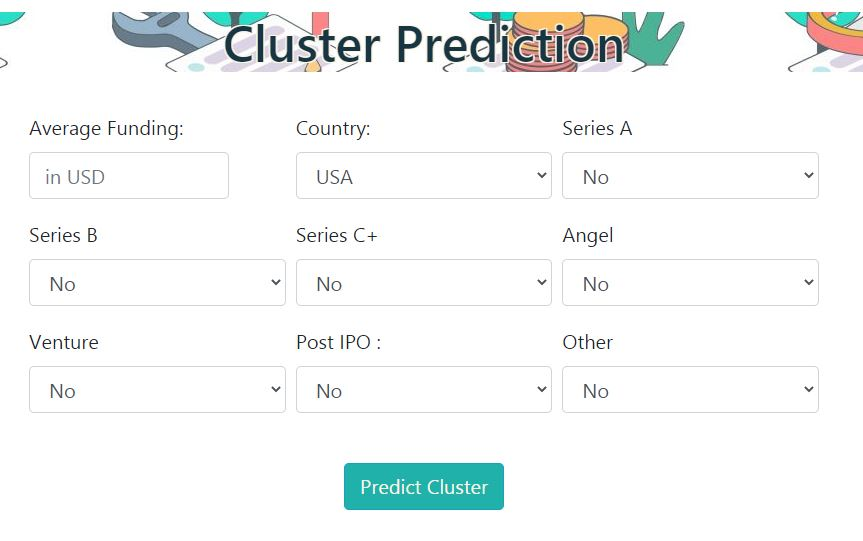 Cluster Prediction
Average Funding: Country: Series A
in USD USA No
Series B Series C+ Angel
No No No
Venture Post IPO : Other
No No No
Predict Cluster